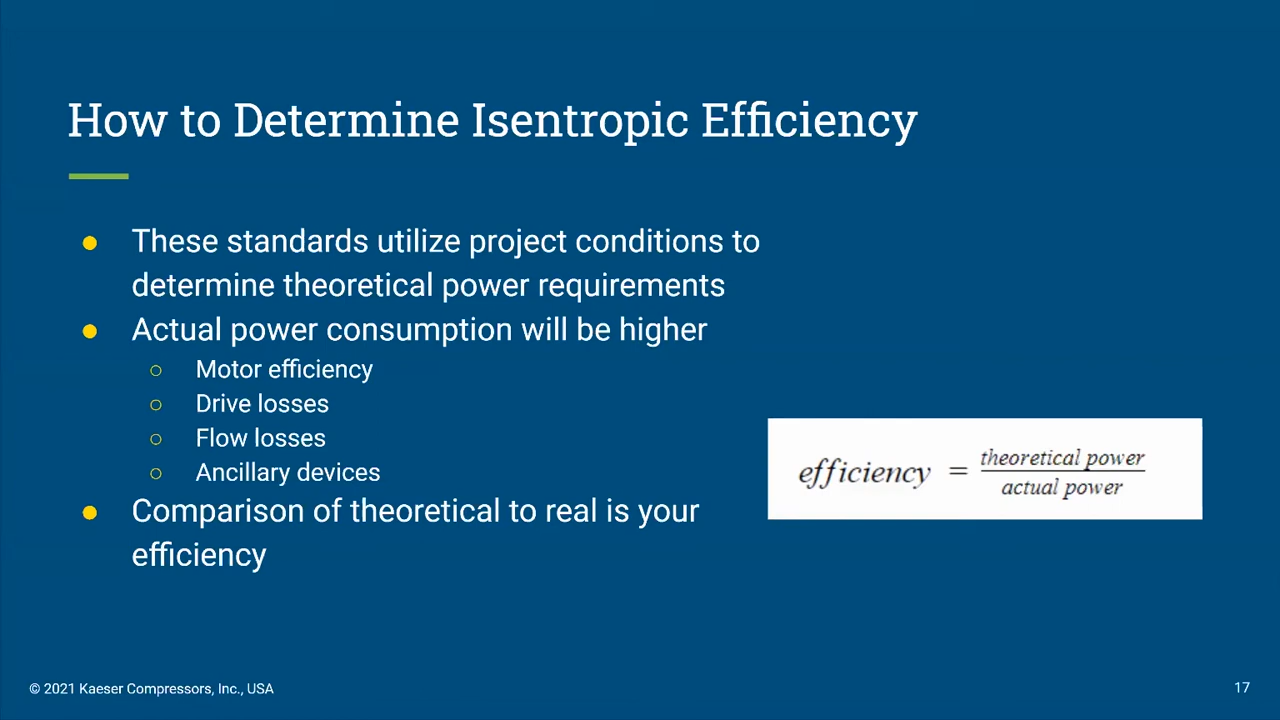 How to Determine Isentropic Efficiency
● These standards utilize project conditions to
determine theoretical power requirements
● Actual power consumption will be higher
○ Motor efficiency
○ Drive losses
○ Flow losses
○ Ancillary devices
● Comparison of theoretical to real is your
efficiency
efficiency = theoretical power / actual power
© 2021 Kaeser Compressors, Inc., USA
17